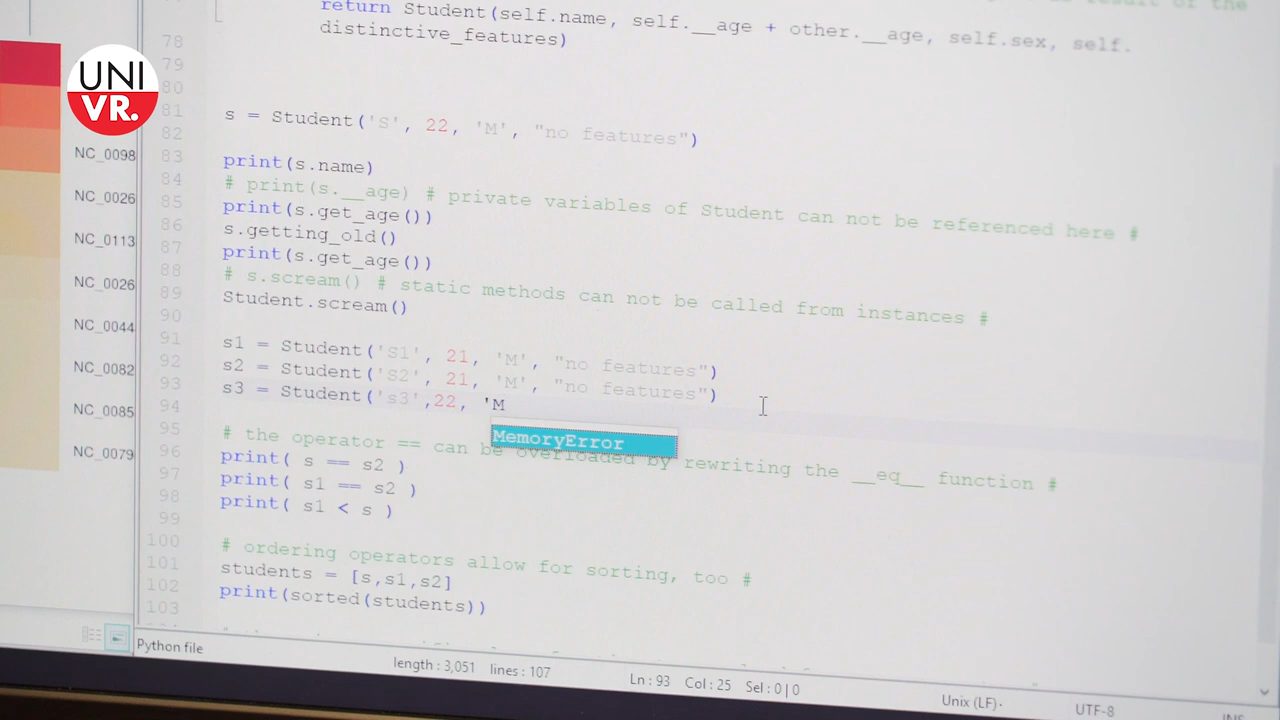 return Student(self.name, self.__age + other.__age, self.sex, self.
distinctive_features)
78
79
80
81
s = Student('S', 22, 'M', "no features")
82
83
print(s.name)
84
# print(s.__age) # private variables of Student can not be referenced here #
85
print(s.get_age())
86
s.getting_old()
87
print(s.get_age())
88
# s.scream() # static methods can not be called from instances #
89
Student.scream()
90
91
s1 = Student('S1', 21, 'M', "no features")
92
s2 = Student('S2', 21, 'M', "no features")
93
s3 = Student('s3',22, 'M
94
MemoryError
95
# the operator == can be overloaded by rewriting the __eq__ function #
96
print( s == s2 )
97
print( s1 == s2 )
98
print( s1 < s )
99
100
# ordering operators allow for sorting, too #
101
students = [s,s1,s2]
102
print(sorted(students))
103
UNI
VR.
NC_0098
NC_0026
NC_0113
NC_0026
NC_0044
NC_0082
NC_0085
NC_0079
Python file
length : 3,051 lines : 107
Ln : 93 Col : 25 Sel : 0 | 0
Unix (LF)
UTF-8